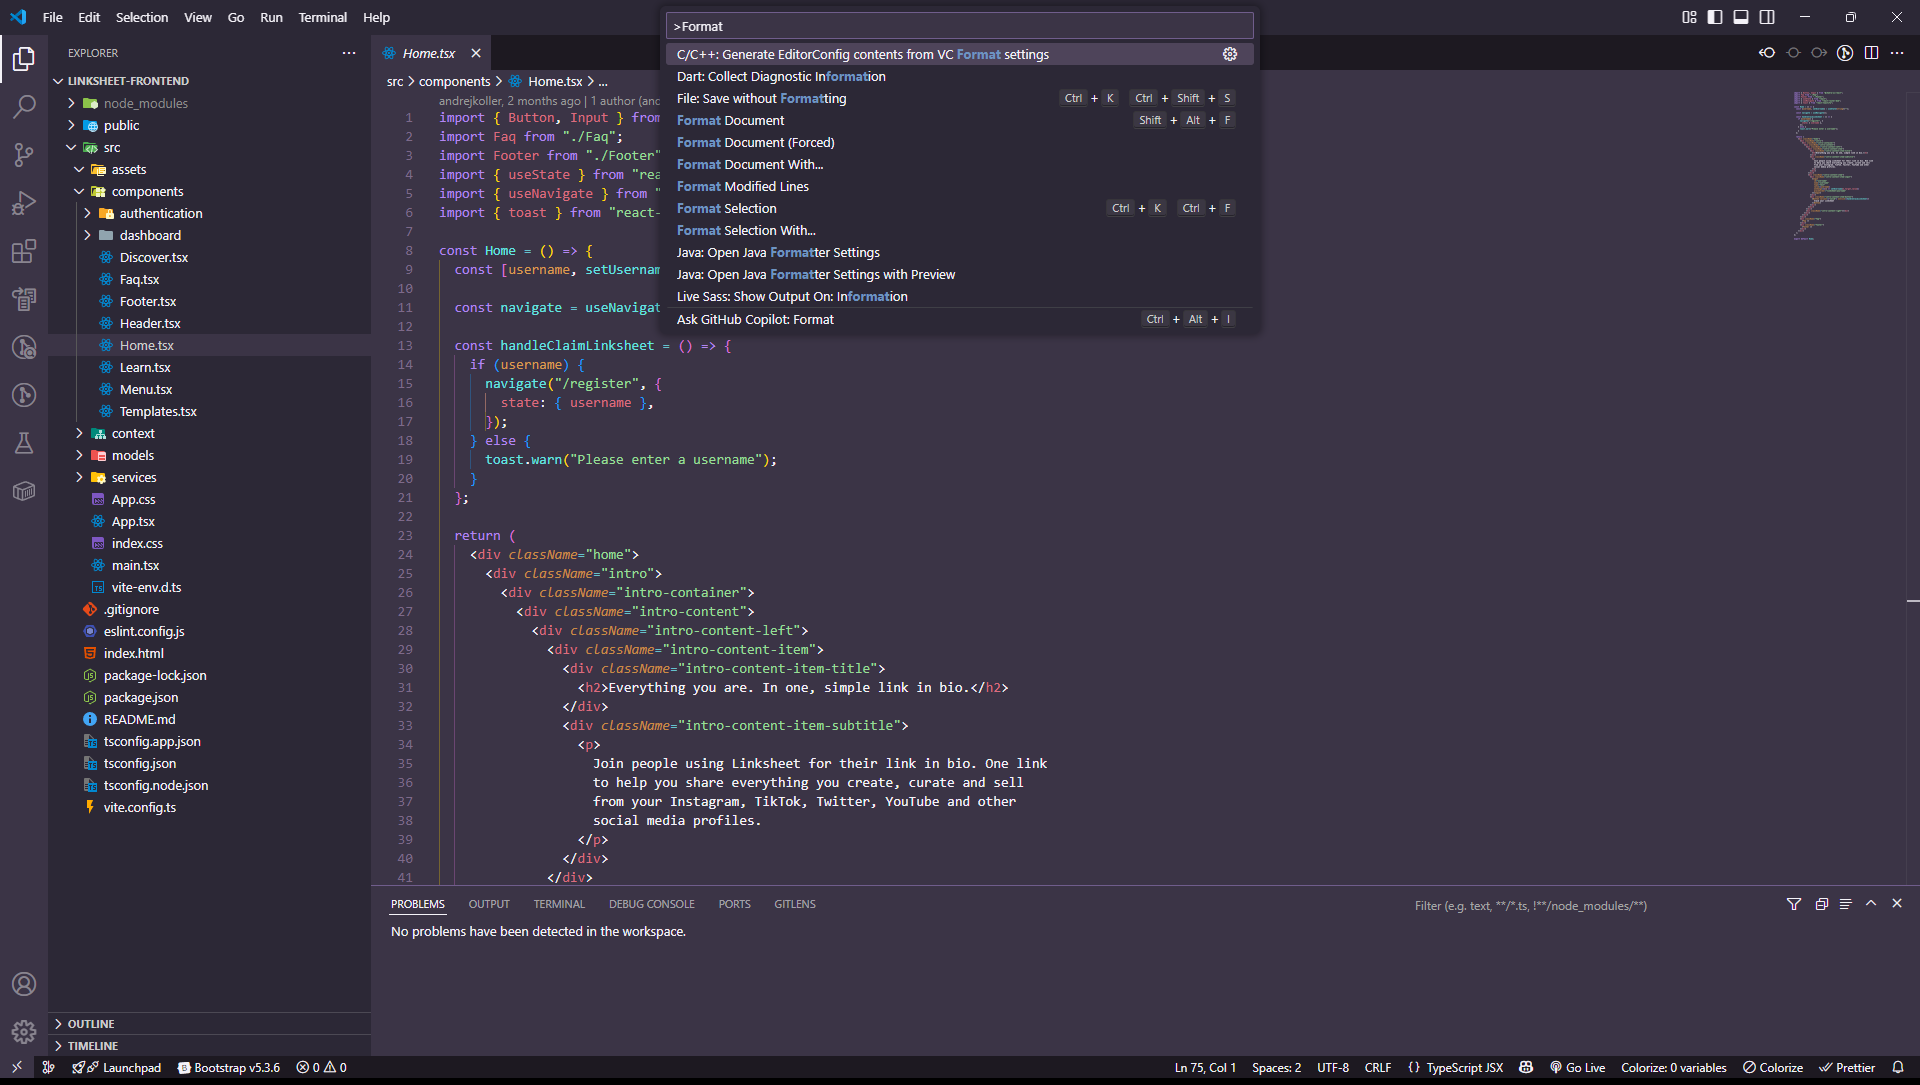 File Edit Selection View Go Run Terminal Help
>Format
C/C++: Generate EditorConfig contents from VC Format settings
Dart: Collect Diagnostic Information
File: Save without Formatting Ctrl + K Ctrl + Shift + S
Format Document Shift + Alt + F
Format Document (Forced)
Format Document With...
Format Modified Lines
Format Selection Ctrl + K Ctrl + F
Format Selection With...
Java: Open Java Formatter Settings
Java: Open Java Formatter Settings with Preview
Live Sass: Show Output On: Information
Ask GitHub Copilot: Format Ctrl + Alt + I
EXPLORER
LINKSHEET-FRONTEND
node_modules
public
src
assets
components
authentication
dashboard
Discover.tsx
Faq.tsx
Footer.tsx
Header.tsx
Home.tsx
Learn.tsx
Menu.tsx
Templates.tsx
context
models
services
App.css
App.tsx
index.css
main.tsx
vite-env.d.ts
.gitignore
eslint.config.js
index.html
package-lock.json
package.json
README.md
tsconfig.app.json
tsconfig.json
tsconfig.node.json
vite.config.ts
OUTLINE
TIMELINE
Home.tsx
src > components > Home.tsx > ...
andrejkoller, 2 months ago | 1 author (and
1 import { Button, Input } from
2 import Faq from "./Faq";
3 import Footer from "./Footer"
4 import { useState } from "rea
5 import { useNavigate } from "
6 import { toast } from "react-
7
8 const Home = () => {
9 const [username, setUsernam
10
11 const navigate = useNavigat
12
13 const handleClaimLinksheet = () => {
14 if (username) {
15 navigate("/register", {
16 state: { username },
17 });
18 } else {
19 toast.warn("Please enter a username");
20 }
21 };
22
23 return (
24 <div className="home">
25 <div className="intro">
26 <div className="intro-container">
27 <div className="intro-content">
28 <div className="intro-content-left">
29 <div className="intro-content-item">
30 <div className="intro-content-item-title">
31 <h2>Everything you are. In one, simple link in bio.</h2>
32 </div>
33 <div className="intro-content-item-subtitle">
34 <p>
35 Join people using Linksheet for their link in bio. One link
36 to help you share everything you create, curate and sell
37 from your Instagram, TikTok, Twitter, YouTube and other
38 social media profiles.
39 </p>
40 </div>
41 </div>
PROBLEMS OUTPUT TERMINAL DEBUG CONSOLE PORTS GITLENS
Filter (e.g. text, **/*.ts, !**/node_modules/**)
No problems have been detected in the workspace.
Launchpad Bootstrap v5.3.6 0 0 Ln 75, Col 1 Spaces: 2 UTF-8 CRLF {} TypeScript JSX Go Live Colorize: 0 variables Colorize Prettier